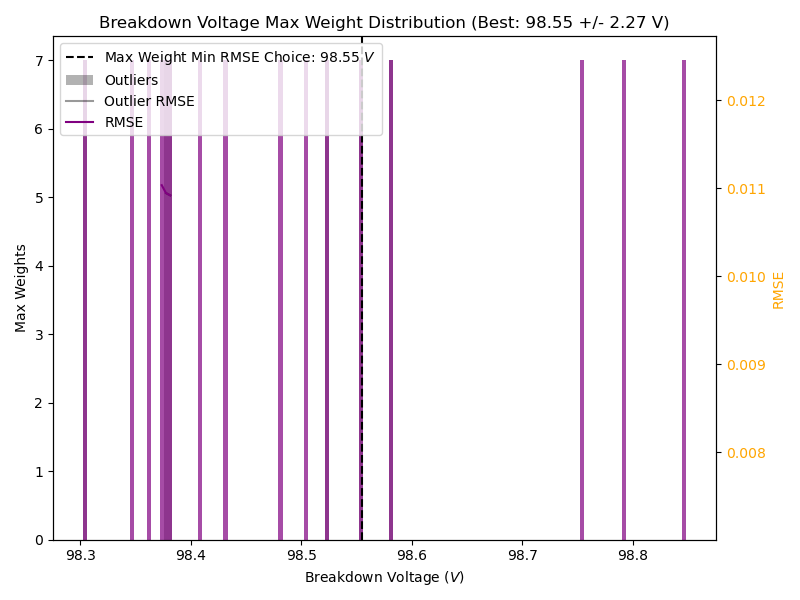 Breakdown Voltage Max Weight Distribution (Best: 98.55 +/- 2.27 V)
Max Weight Min RMSE Choice: 98.55 V
Outliers
Outlier RMSE
RMSE
Max Weights
7
6
5
4
3
2
1
0
0.012
0.011
0.010
0.009
0.008
RMSE
98.3 98.4 98.5 98.6 98.7 98.8
Breakdown Voltage (V)